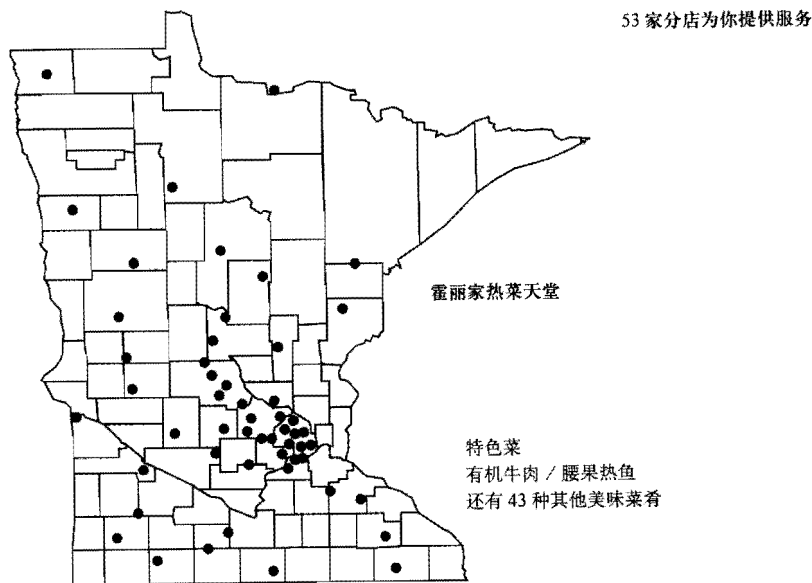 53 家分店为你提供服务
霍丽家热菜天堂
特色菜
有机牛肉 / 腰果热鱼
还有 43 种其他美味菜肴